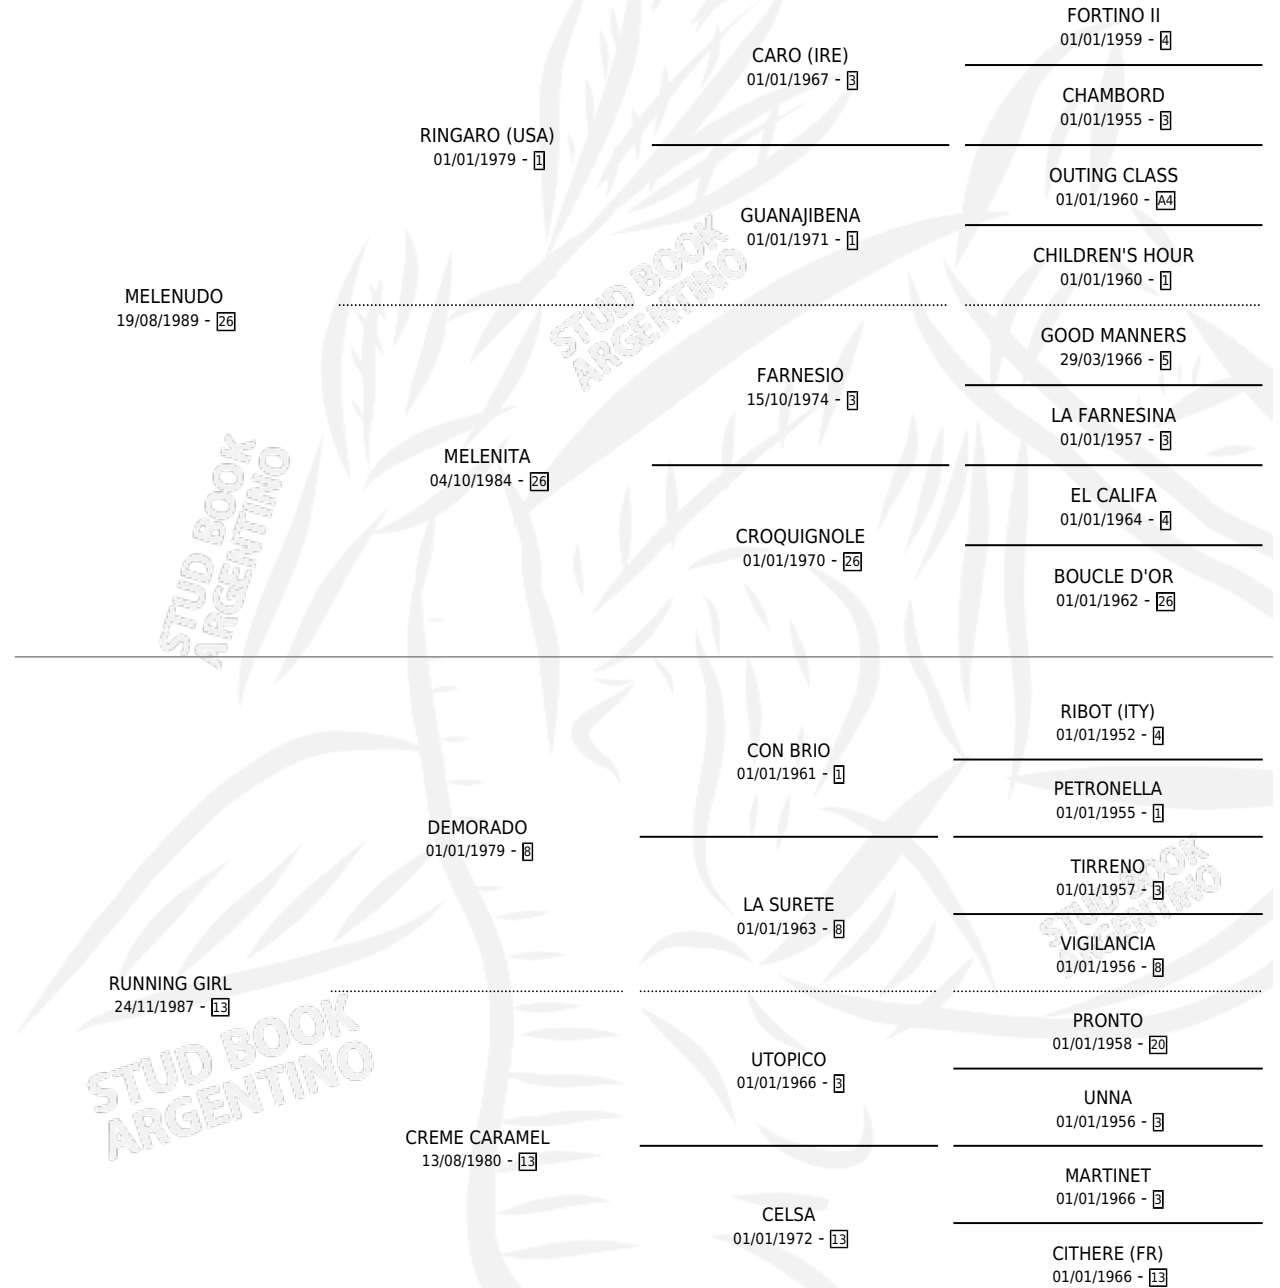 FORTINO II
01/01/1959 - 4
CARO (IRE)
01/01/1967 - 3
CHAMBORD
01/01/1955 - 3
RINGARO (USA)
01/01/1979 - 1
OUTING CLASS
01/01/1960 - A4
GUANAJIBENA
01/01/1971 - 1
CHILDREN'S HOUR
01/01/1960 - 1
MELENUDO
19/08/1989 - 26
STUD BOOK
ARGENTINO
GOOD MANNERS
29/03/1966 - 5
FARNESIO
15/10/1974 - 3
LA FARNESINA
01/01/1957 - 3
MELENITA
04/10/1984 - 26
EL CALIFA
01/01/1964 - 4
CROQUIGNOLE
01/01/1970 - 26
BOUCLE D'OR
01/01/1962 - 26
STUD BOOK
ARGENTINO
RIBOT (ITY)
01/01/1952 - 4
CON BRIO
01/01/1961 - 1
PETRONELLA
01/01/1955 - 1
DEMORADO
01/01/1979 - 8
TIRRENO
01/01/1957 - 3
LA SURETE
01/01/1963 - 8
VIGILANCIA
01/01/1956 - 8
STUD BOOK
ARGENTINO
RUNNING GIRL
24/11/1987 - 13
STUD BOOK
ARGENTINO
PRONTO
01/01/1958 - 20
UTOPICO
01/01/1966 - 3
UNNA
01/01/1956 - 3
CREME CARAMEL
13/08/1980 - 13
MARTINET
01/01/1966 - 3
CELSA
01/01/1972 - 13
CITHERE (FR)
01/01/1966 - 13